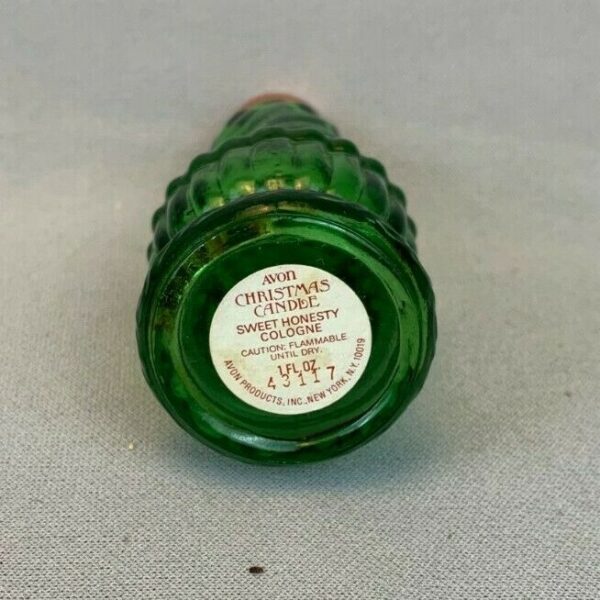 AVON
CHRISTMAS
CANDLE
SWEET HONESTY
COLOGNE
CAUTION: FLAMMABLE
UNTIL DRY.
1 FL. OZ.
43117
AVON PRODUCTS, INC., NEW YORK, N.Y. 10019